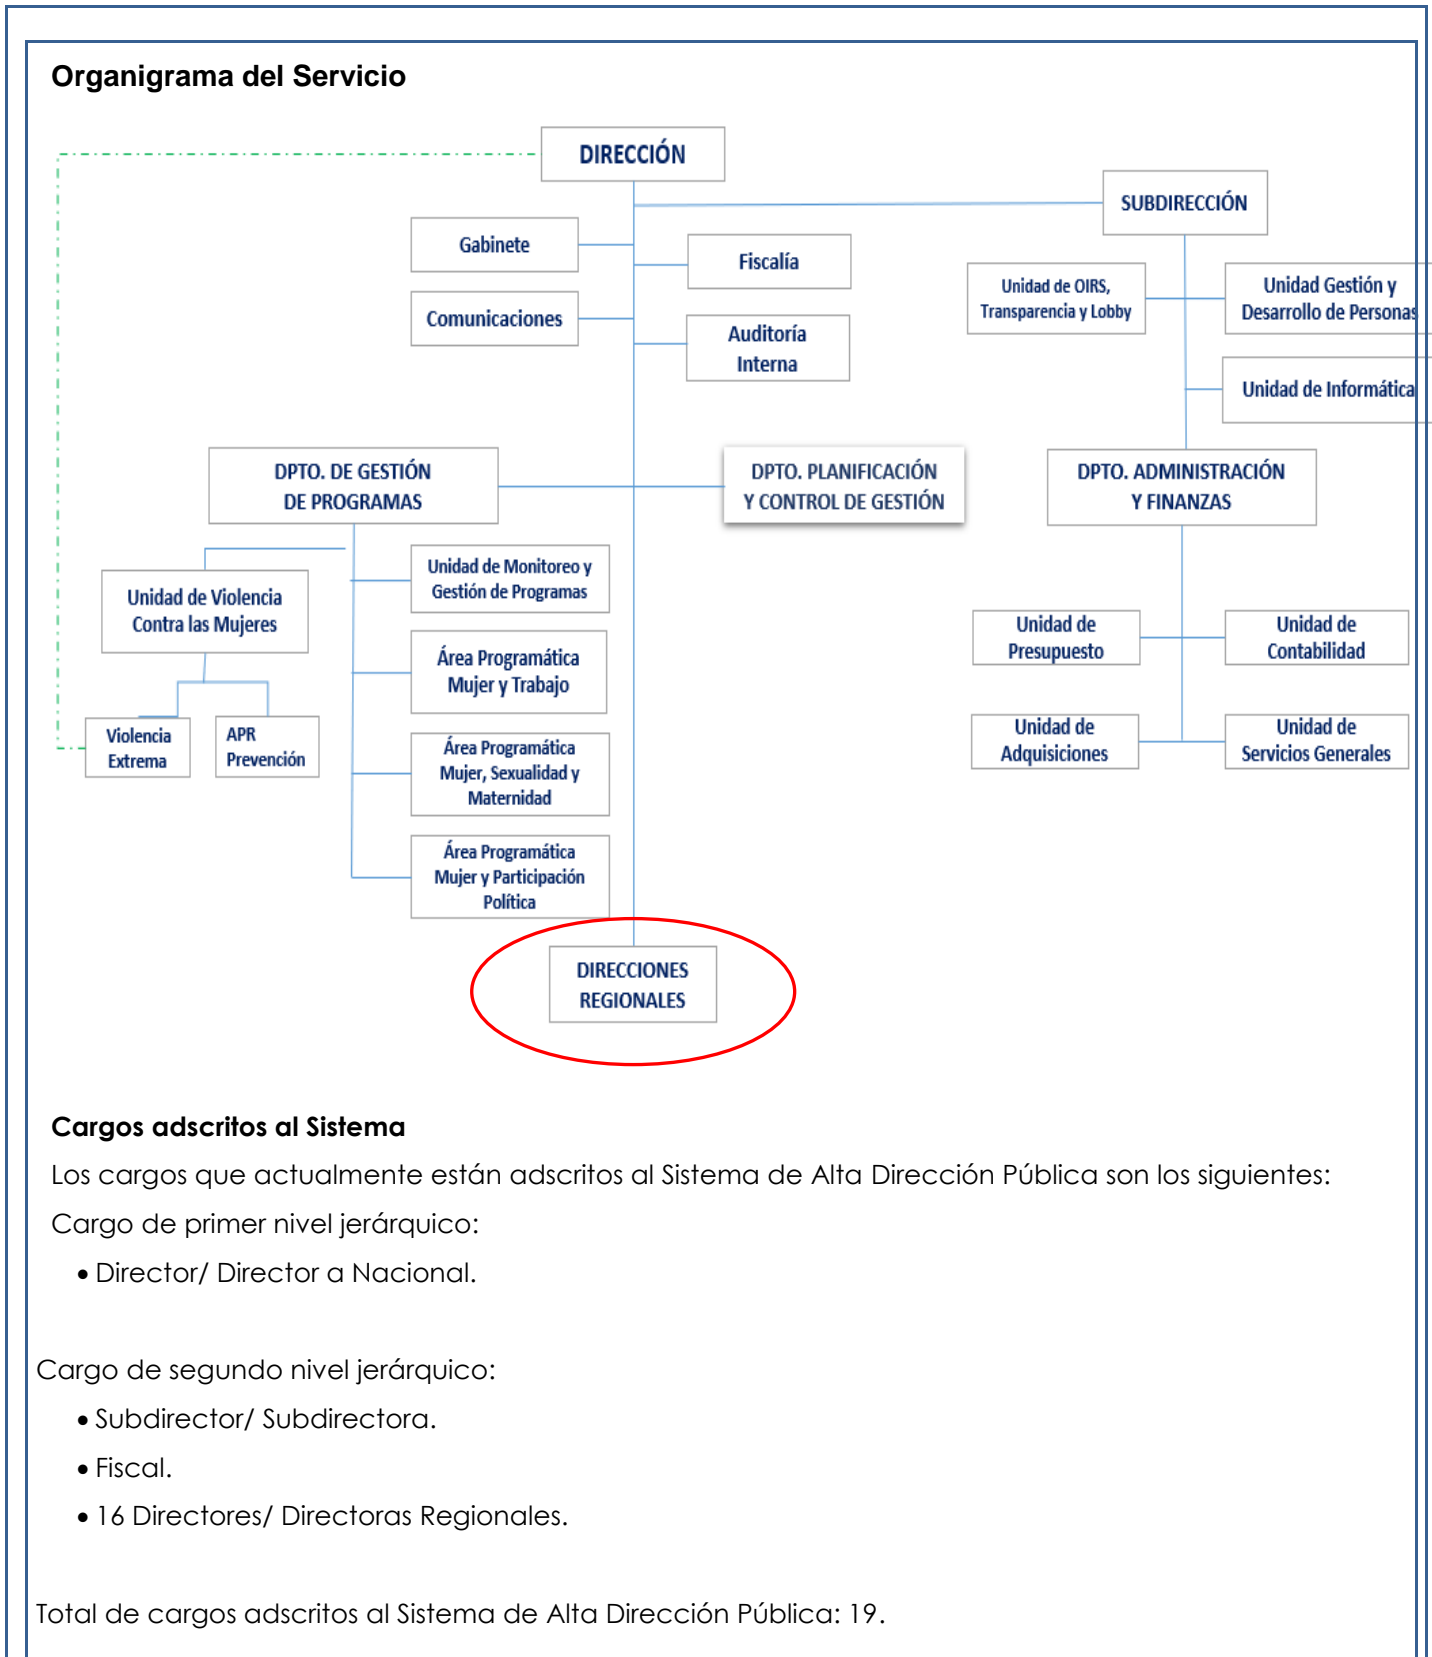 Organigrama del Servicio
DIRECCIÓN
SUBDIRECCIÓN
Gabinete
Fiscalía
Unidad de OIRS,
Transparencia y Lobby
Unidad Gestión y
Desarrollo de Personas
Comunicaciones
Auditoría
Interna
Unidad de Informática
DPTO. DE GESTIÓN
DE PROGRAMAS
DPTO. PLANIFICACIÓN
Y CONTROL DE GESTIÓN
DPTO. ADMINISTRACIÓN
Y FINANZAS
Unidad de Monitoreo y
Gestión de Programas
Unidad de Violencia
Contra las Mujeres
Unidad de
Presupuesto
Unidad de
Contabilidad
Área Programática
Mujer y Trabajo
Violencia
Extrema
APR
Prevención
Unidad de
Adquisiciones
Unidad de
Servicios Generales
Área Programática
Mujer, Sexualidad y
Maternidad
Área Programática
Mujer y Participación
Política
DIRECCIONES
REGIONALES
Cargos adscritos al Sistema
Los cargos que actualmente están adscritos al Sistema de Alta Dirección Pública son los siguientes:
Cargo de primer nivel jerárquico:
• Director/ Director a Nacional.
Cargo de segundo nivel jerárquico:
• Subdirector/ Subdirectora.
• Fiscal.
• 16 Directores/ Directoras Regionales.
Total de cargos adscritos al Sistema de Alta Dirección Pública: 19.